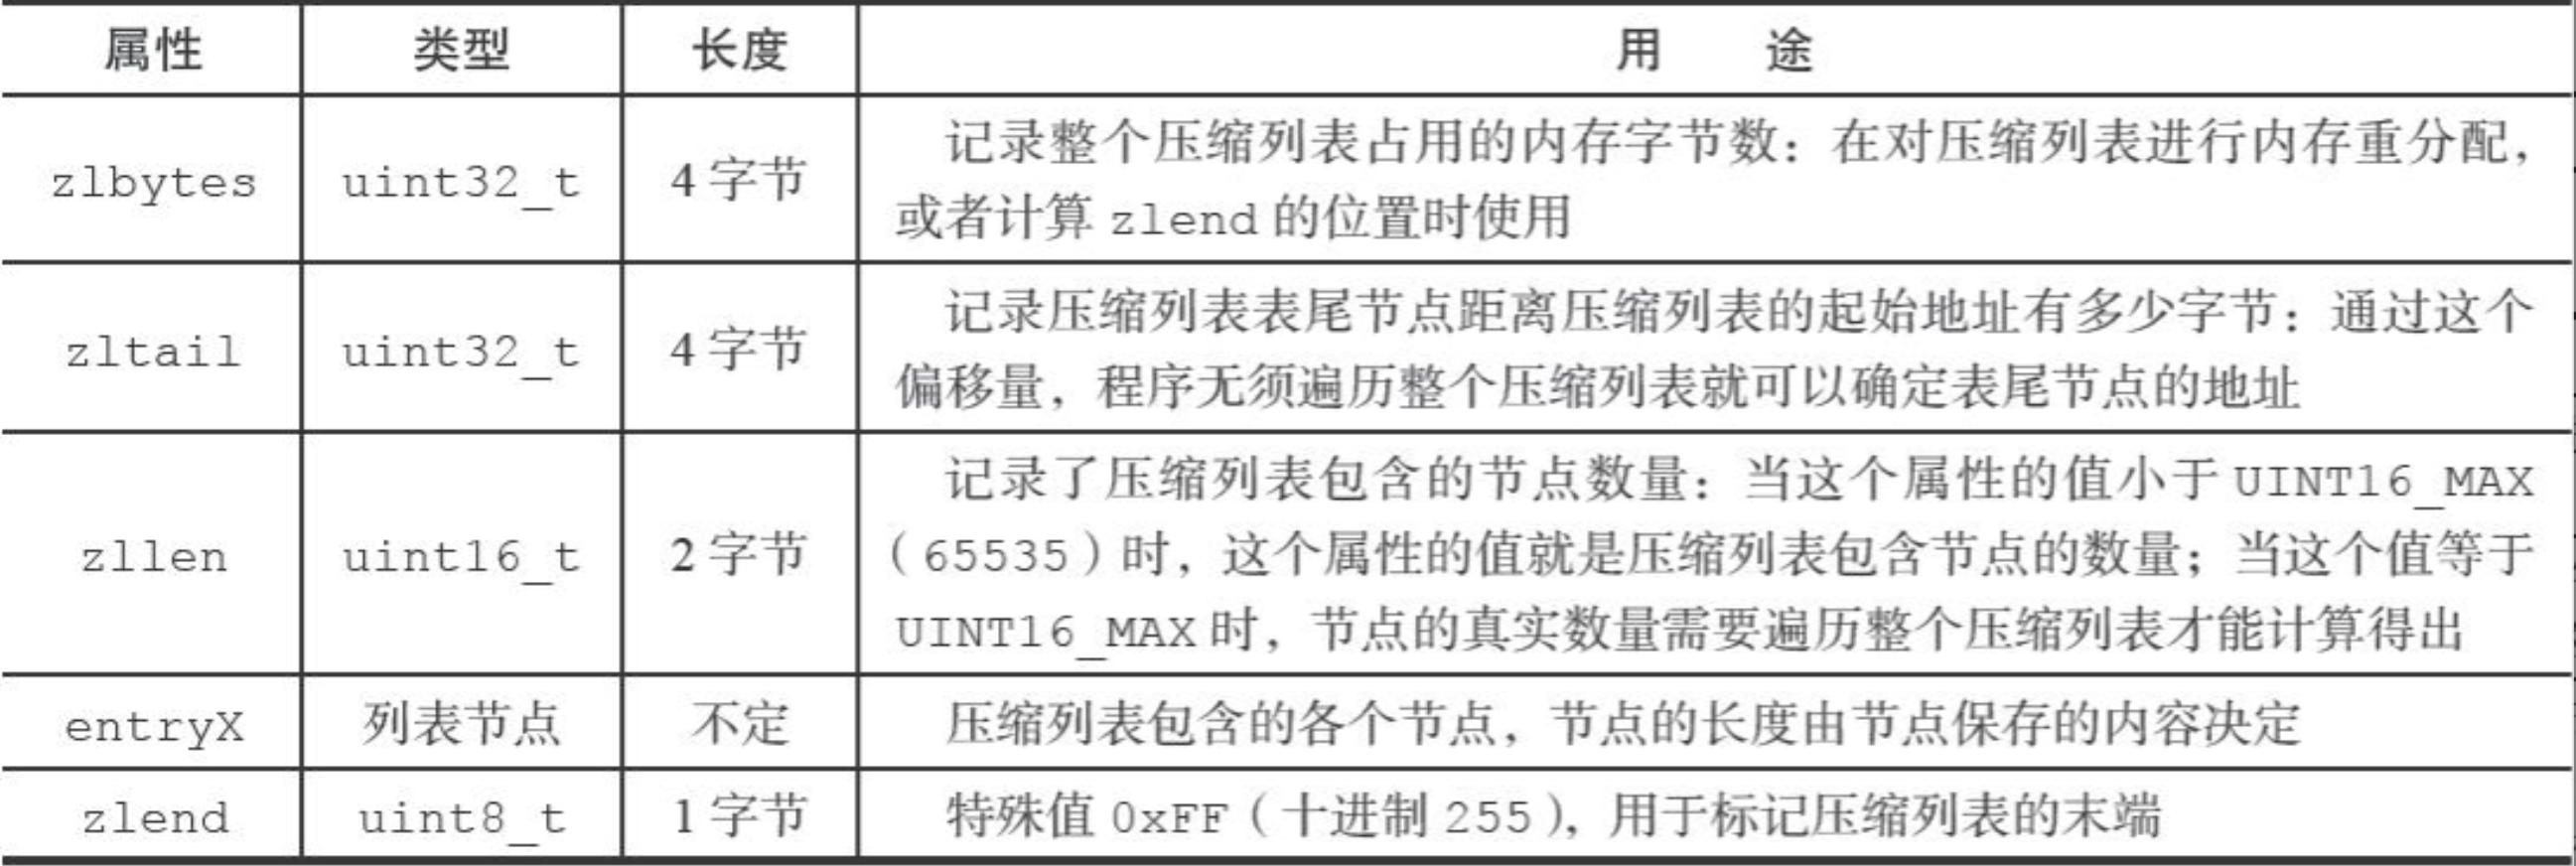 属性 类型 长度 用 途
zlbytes uint32_t 4 字节 记录整个压缩列表占用的内存字节数：在对压缩列表进行内存重分配，
或者计算 zlend 的位置时使用
zltail uint32_t 4 字节 记录压缩列表表尾节点距离压缩列表的起始地址有多少字节：通过这个
偏移量，程序无须遍历整个压缩列表就可以确定表尾节点的地址
zllen uint16_t 2 字节 记录了压缩列表包含的节点数量：当这个属性的值小于 UINT16_MAX
（65535）时，这个属性的值就是压缩列表包含节点的数量；当这个值等于
UINT16_MAX 时，节点的真实数量需要遍历整个压缩列表才能计算得出
entryX 列表节点 不定 压缩列表包含的各个节点，节点的长度由节点保存的内容决定
zlend uint8_t 1 字节 特殊值 0xFF（十进制 255），用于标记压缩列表的末端